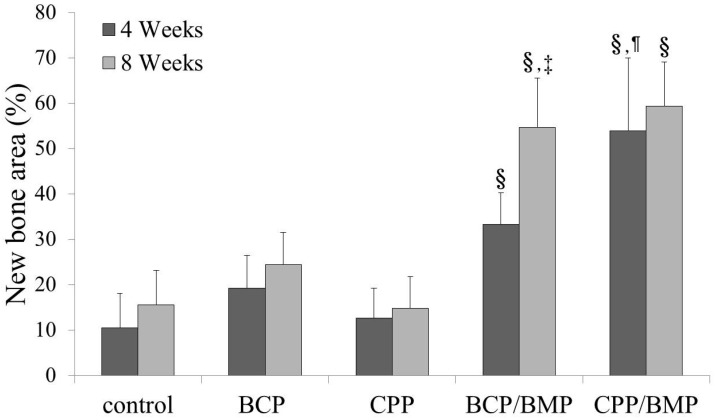 80
70
60
50
40
30
20
10
0
New bone area (%)
4 Weeks
8 Weeks
§
§,‡
§,¶
§
control
BCP
CPP
BCP/BMP
CPP/BMP